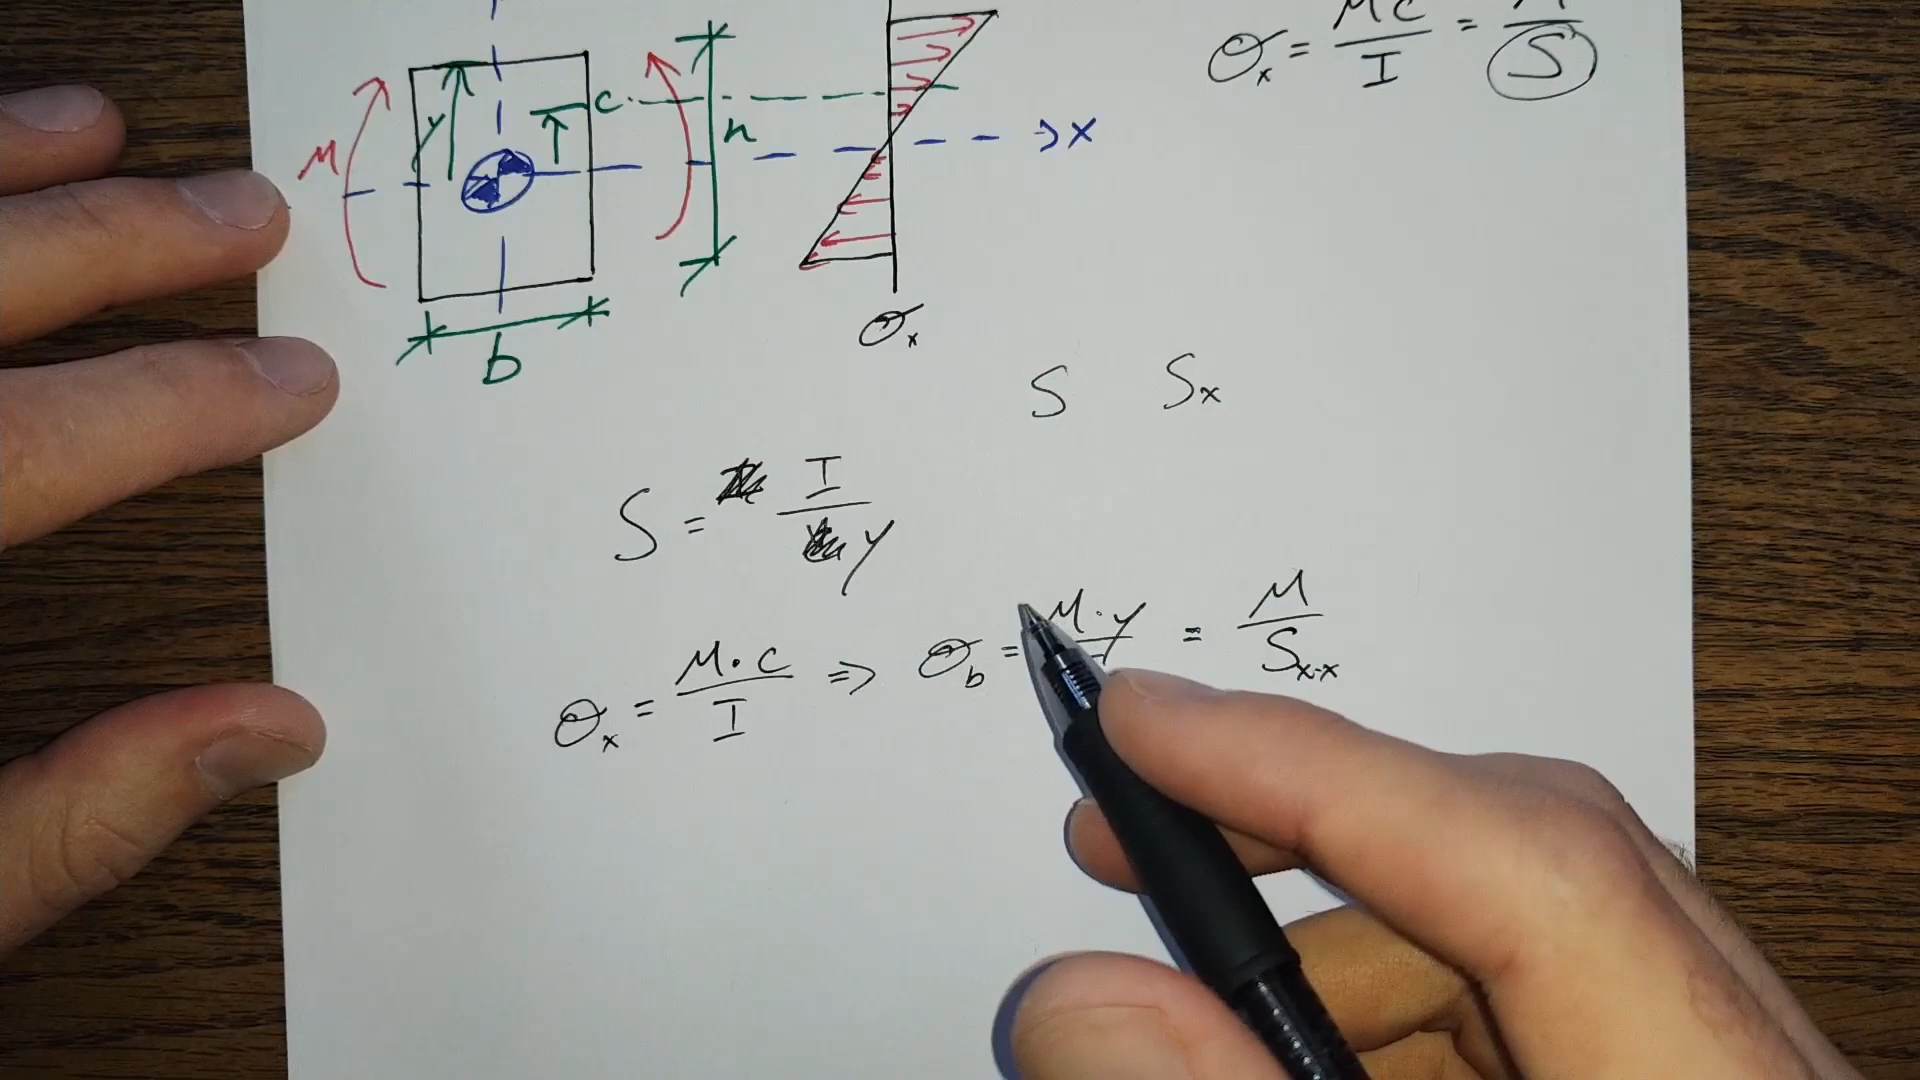 σx = MC/I = M/S
M y c h → x
b
σx
S Sx
S = I/y
σx = M·c/I ⇒ σb = M·y/I = M/Sx-x